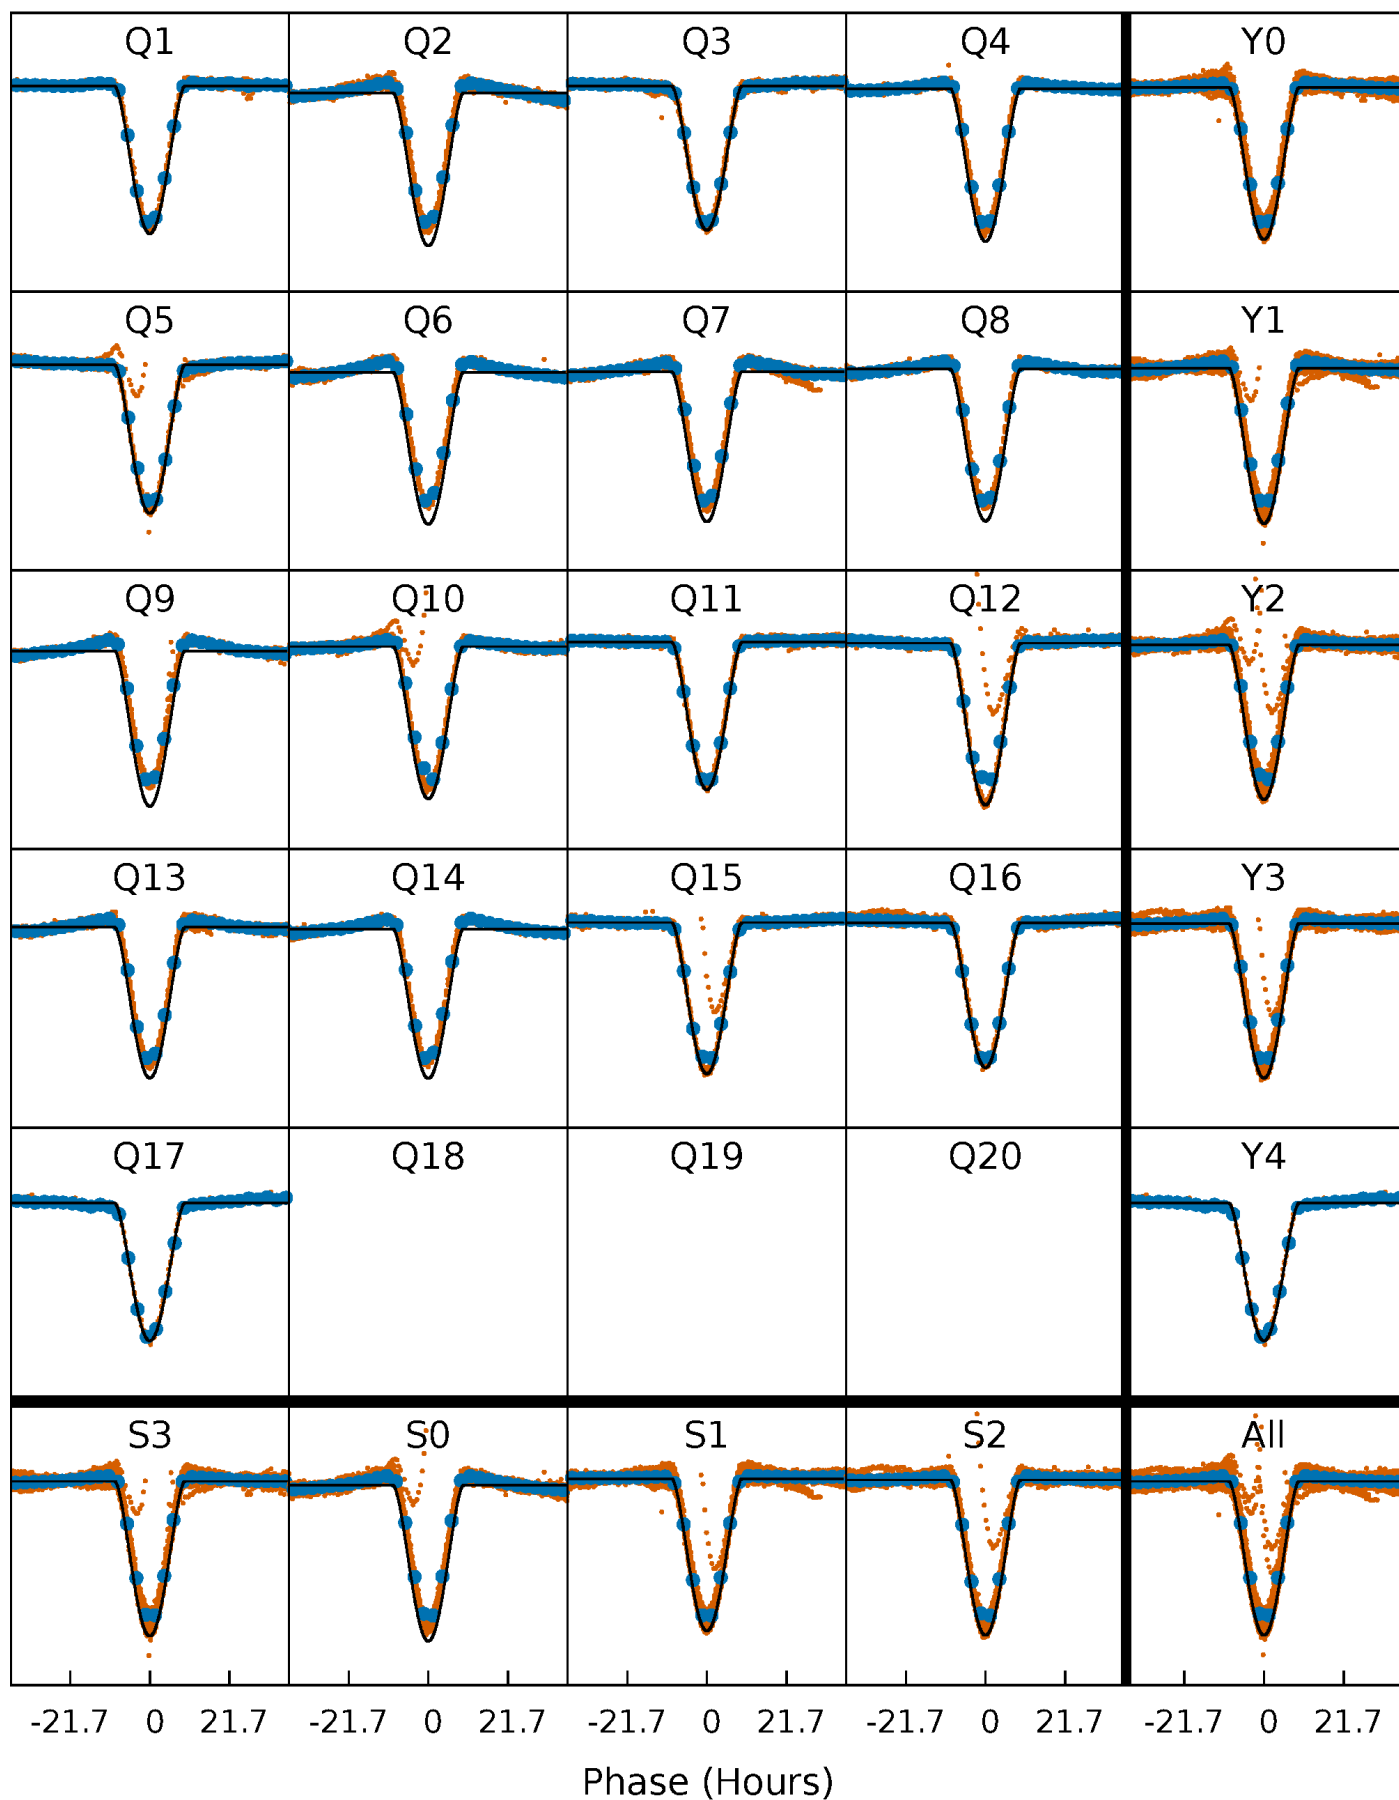 Q1 Q2 Q3 Q4 Y0
Q5 Q6 Q7 Q8 Y1
Q9 Q10 Q11 Q12 Y2
Q13 Q14 Q15 Q16 Y3
Q17 Q18 Q19 Q20 Y4
S3 S0 S1 S2 All
-21.7 0 21.7 -21.7 0 21.7 -21.7 0 21.7 -21.7 0 21.7 -21.7 0 21.7
Phase (Hours)